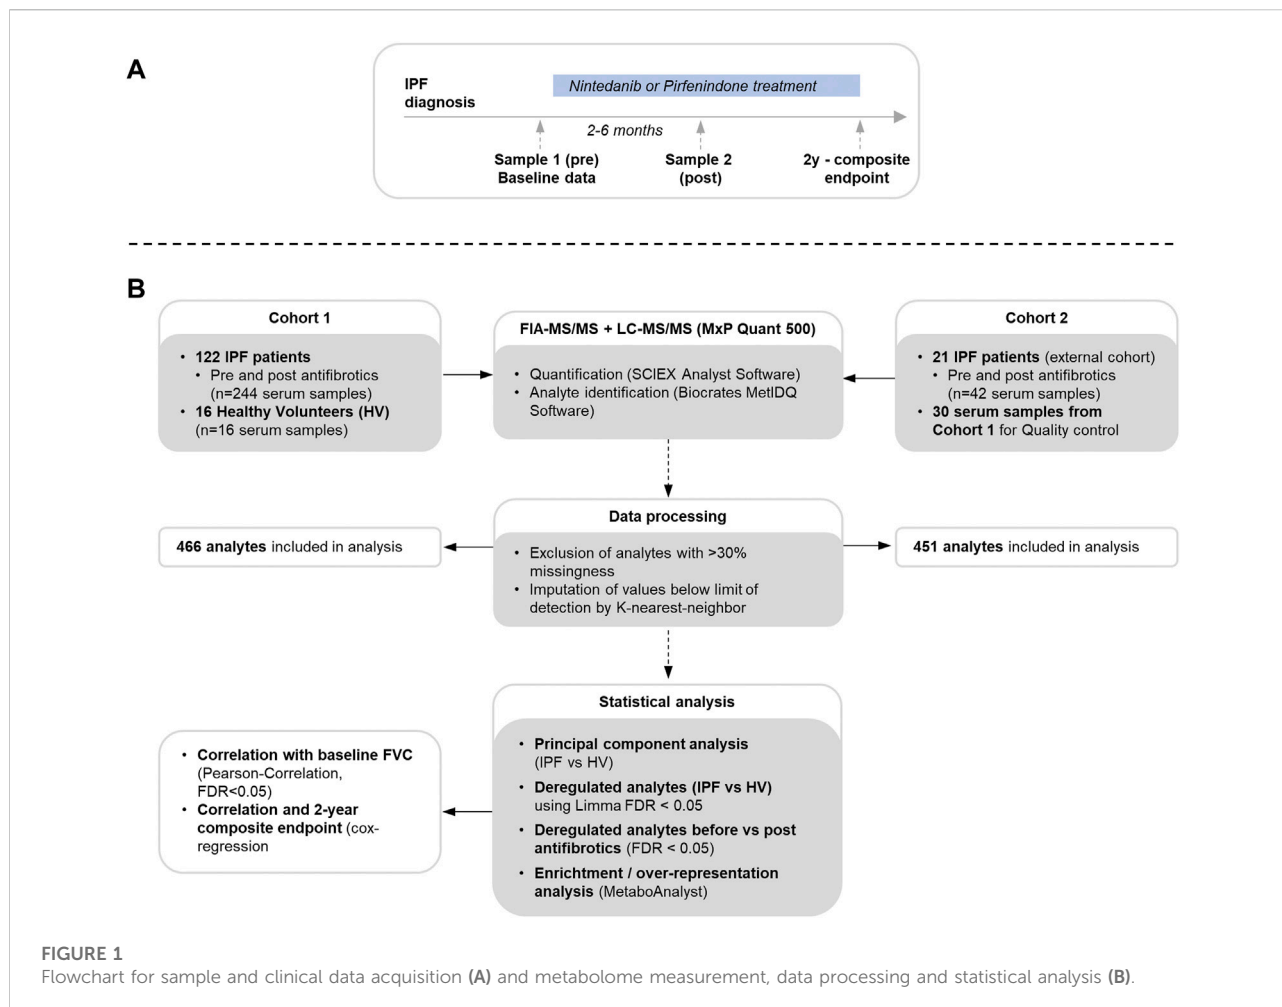 A
IPF
diagnosis
Nintedanib or Pirfenindone treatment
2-6 months
Sample 1 (pre)
Baseline data
Sample 2
(post)
2y - composite
endpoint
B
Cohort 1
• 122 IPF patients
• Pre and post antifibrotics
(n=244 serum samples)
• 16 Healthy Volunteers (HV)
(n=16 serum samples)
FIA-MS/MS + LC-MS/MS (MxP Quant 500)
• Quantification (SCIEX Analyst Software)
• Analyte identification (Biocrates MetIDQ
Software)
Cohort 2
• 21 IPF patients (external cohort)
• Pre and post antifibrotics
(n=42 serum samples)
• 30 serum samples from
Cohort 1 for Quality control
466 analytes included in analysis
Data processing
• Exclusion of analytes with >30%
missingness
• Imputation of values below limit of
detection by K-nearest-neighbor
451 analytes included in analysis
Statistical analysis
• Principal component analysis
(IPF vs HV)
• Deregulated analytes (IPF vs HV)
using Limma FDR < 0.05
• Deregulated analytes before vs post
antifibrotics (FDR < 0.05)
• Enrichment / over-representation
analysis (MetaboAnalyst)
• Correlation with baseline FVC
(Pearson-Correlation,
FDR<0.05)
• Correlation and 2-year
composite endpoint (cox-
regression
FIGURE 1
Flowchart for sample and clinical data acquisition (A) and metabolome measurement, data processing and statistical analysis (B).